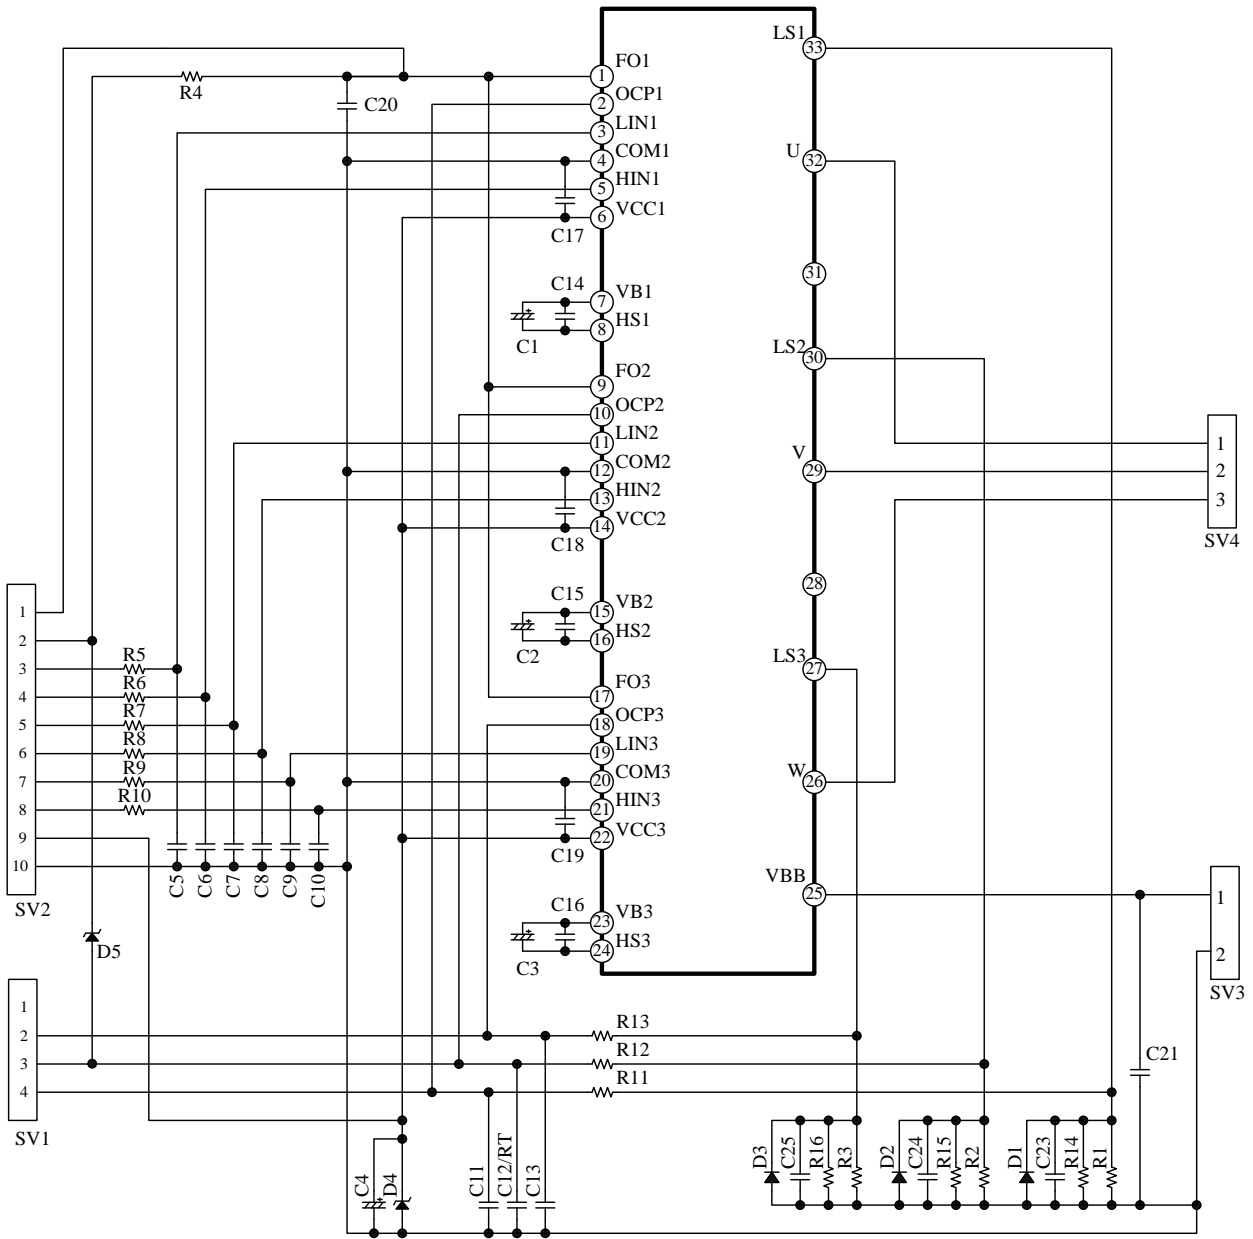 LS1
33
FO1
1
R4
C20
OCP1
2
LIN1
3
COM1
4
U
32
HIN1
5
VCC1
6
C17
31
C14
VB1
7
HS1
8
C1
LS2
30
FO2
9
OCP2
10
LIN2
11
1
COM2
12
V
29
2
HIN2
13
3
VCC2
14
C18
SV4
28
C15
VB2
15
1
HS2
16
C2
2
LS3
27
R5
3
FO3
17
R6
4
OCP3
18
R7
5
LIN3
19
R8
6
COM3
20
W
26
R9
7
HIN3
21
R10
8
VCC3
22
C19
9
10
C5
C6
C7
C8
C9
C10
VBB
25
1
SV2
C16
VB3
23
HS3
24
C3
2
D5
SV3
1
R13
2
R12
3
C21
R11
4
SV1
C4
D4
C11
C12/RT
C13
D3
C25
R16
R3
D2
C24
R15
R2
D1
C23
R14
R1